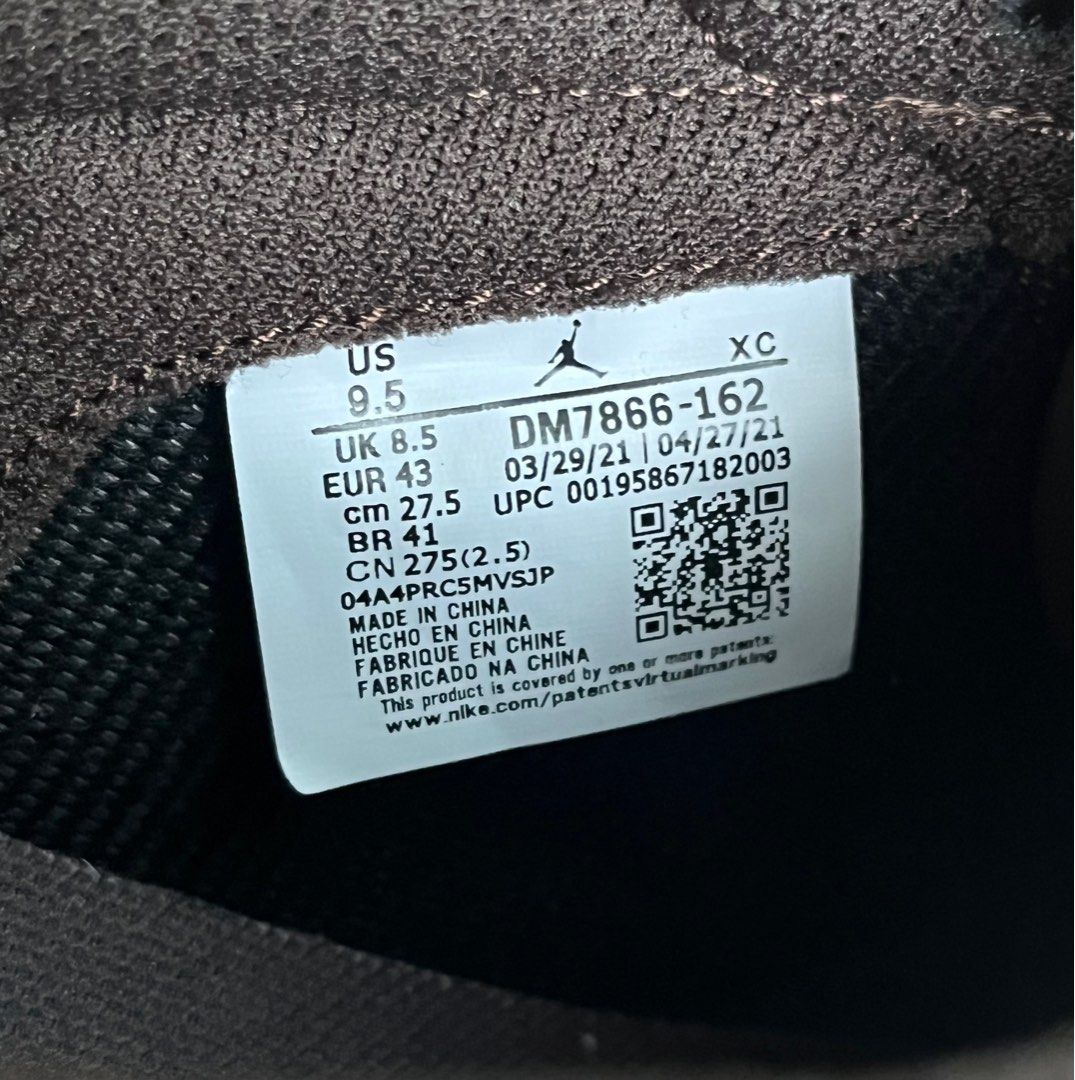 US XC
9.5 DM7866-162
UK 8.5 03/29/21 | 04/27/21
EUR 43 UPC 00195867182003
cm 27.5
BR 41
CN 275(2.5)
04A4PRC5MVSJP
MADE IN CHINA
HECHO EN CHINA
FABRIQUE EN CHINE
FABRICADO NA CHINA
This product is covered by one or more patents:
www.nike.com/patentsvirtualmarking